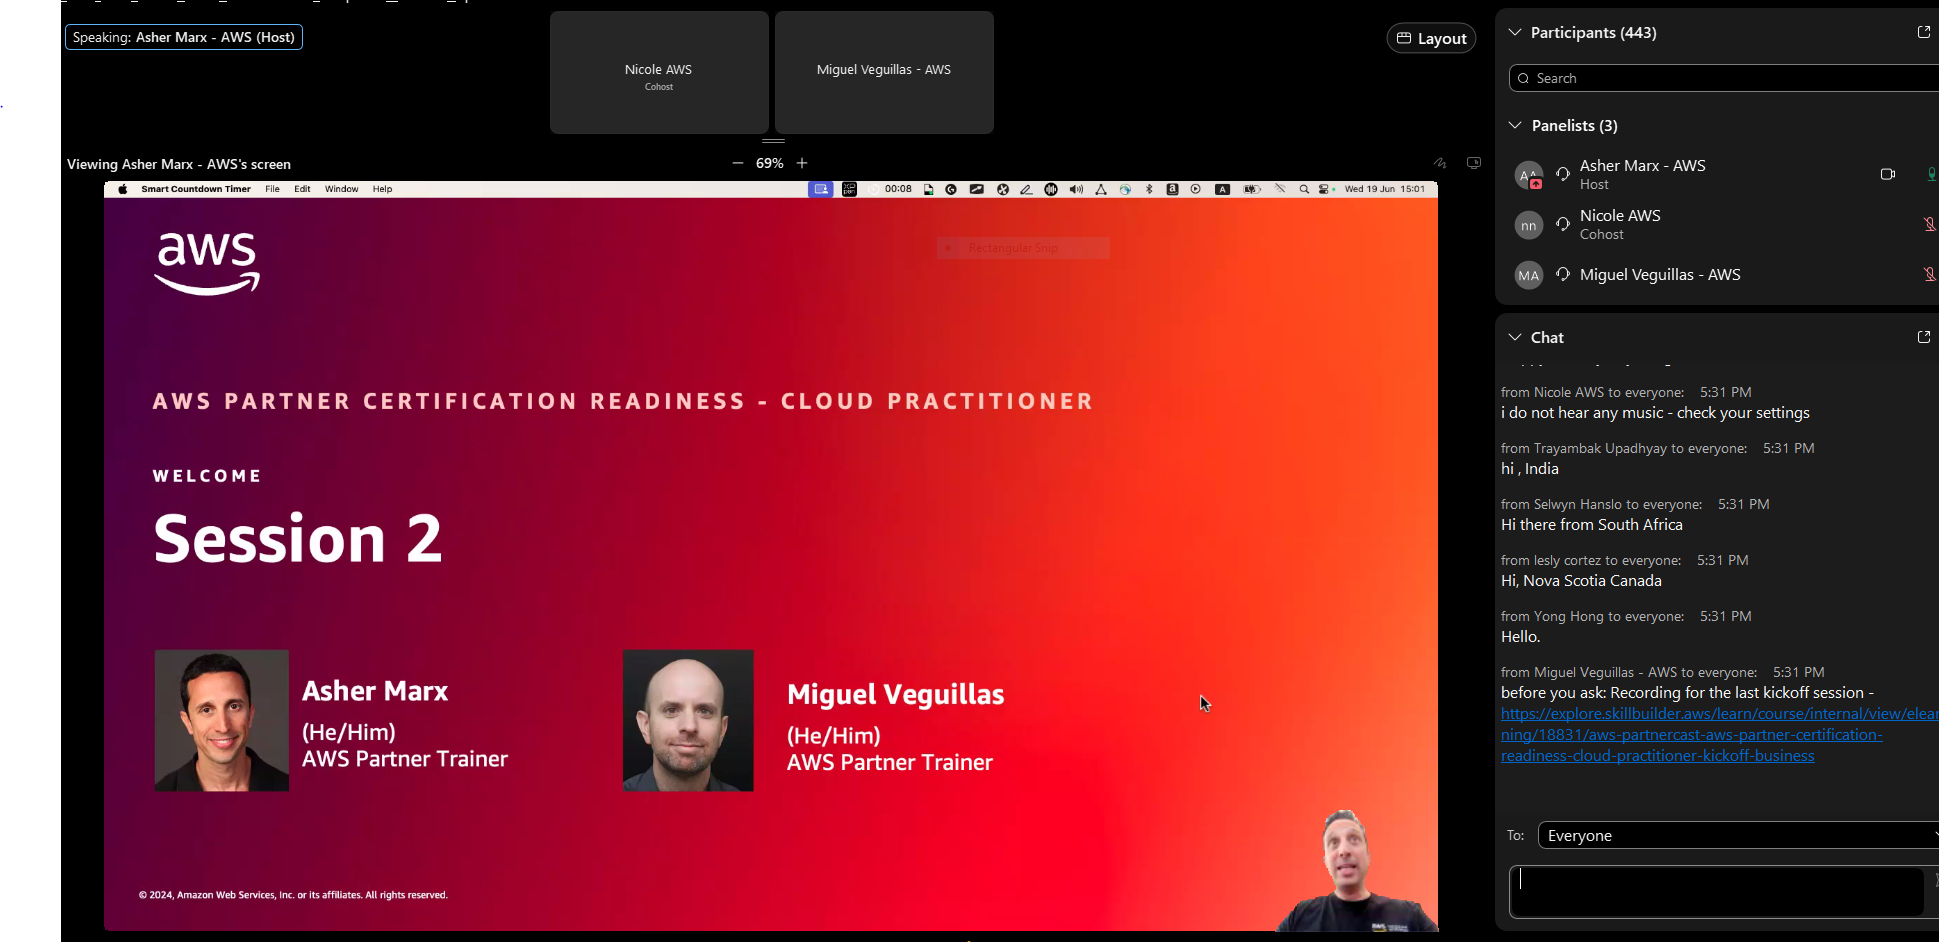 Speaking: Asher Marx - AWS (Host)
Nicole AWS
Cohost
Miguel Veguillas - AWS
Layout
Viewing Asher Marx - AWS's screen
69%
Smart Countdown Timer File Edit Window Help
00:08
A
Wed 19 Jun 15:01
aws
Rectangular Snip
AWS PARTNER CERTIFICATION READINESS - CLOUD PRACTITIONER
WELCOME
Session 2
Asher Marx
(He/Him)
AWS Partner Trainer
Miguel Veguillas
(He/Him)
AWS Partner Trainer
© 2024, Amazon Web Services, Inc. or its affiliates. All rights reserved.
Participants (443)
Search
Panelists (3)
AA
Asher Marx - AWS
Host
nn
Nicole AWS
Cohost
MA
Miguel Veguillas - AWS
Chat
from Nicole AWS to everyone: 5:31 PM
i do not hear any music - check your settings
from Trayambak Upadhyay to everyone: 5:31 PM
hi , India
from Selwyn Hanslo to everyone: 5:31 PM
Hi there from South Africa
from lesly cortez to everyone: 5:31 PM
Hi, Nova Scotia Canada
from Yong Hong to everyone: 5:31 PM
Hello.
from Miguel Veguillas - AWS to everyone: 5:31 PM
before you ask: Recording for the last kickoff session -
https://explore.skillbuilder.aws/learn/course/internal/view/elear
ning/18831/aws-partnercast-aws-partner-certification-
readiness-cloud-practitioner-kickoff-business
To: Everyone